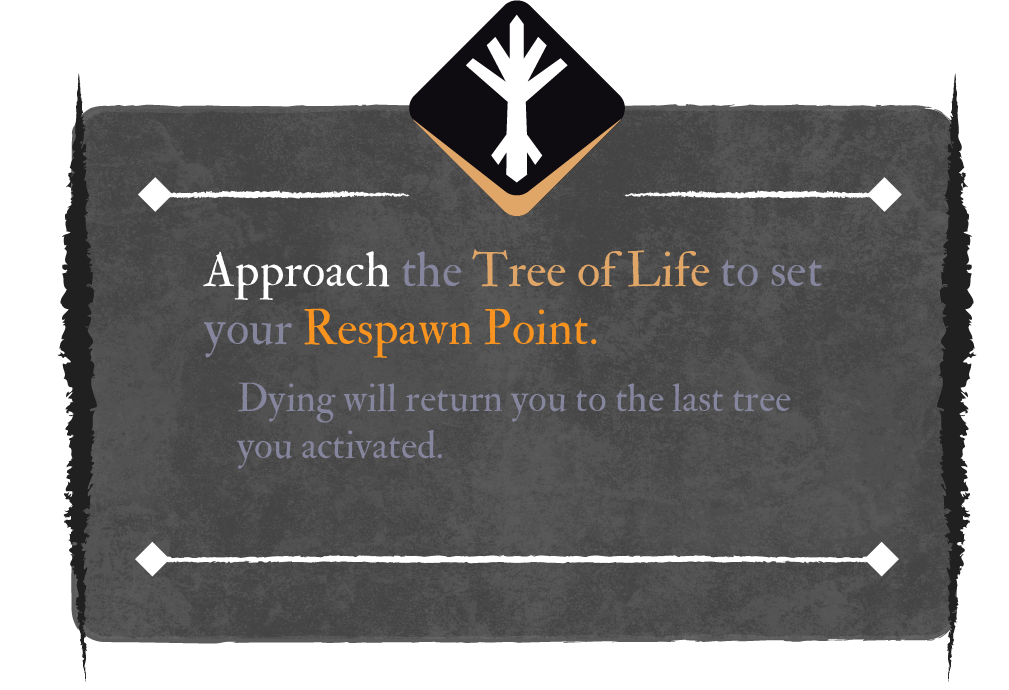 Approach the Tree of Life to set
your Respawn Point.
Dying will return you to the last tree
you activated.